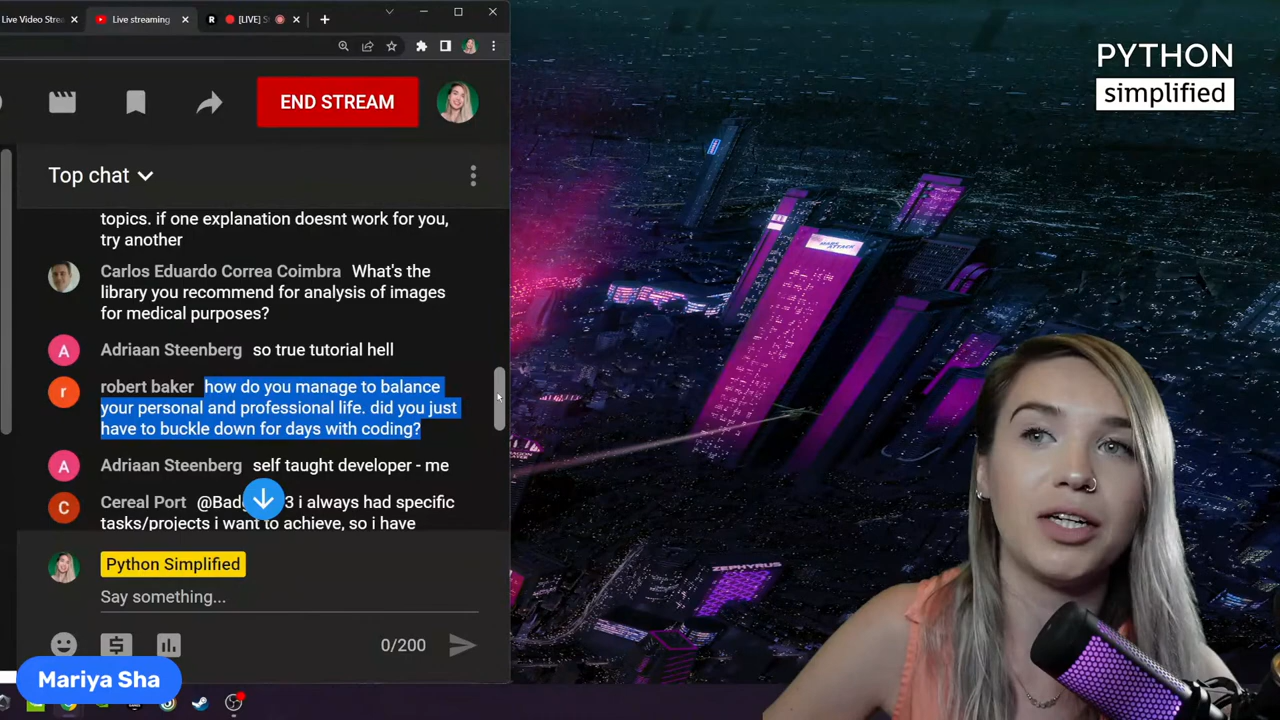 Live Video Strea
Live streaming
[LIVE] S
PYTHON
simplified
END STREAM
Top chat
topics. if one explanation doesnt work for you,
try another
Carlos Eduardo Correa Coimbra What's the
library you recommend for analysis of images
for medical purposes?
Adriaan Steenberg so true tutorial hell
robert baker how do you manage to balance
your personal and professional life. did you just
have to buckle down for days with coding?
Adriaan Steenberg self taught developer - me
Cereal Port 3 i always had specific
tasks/projects i want to achieve, so i have
Python Simplified
Say something...
0/200
Mariya Sha
ZEPHYRUS
A
r
A
C